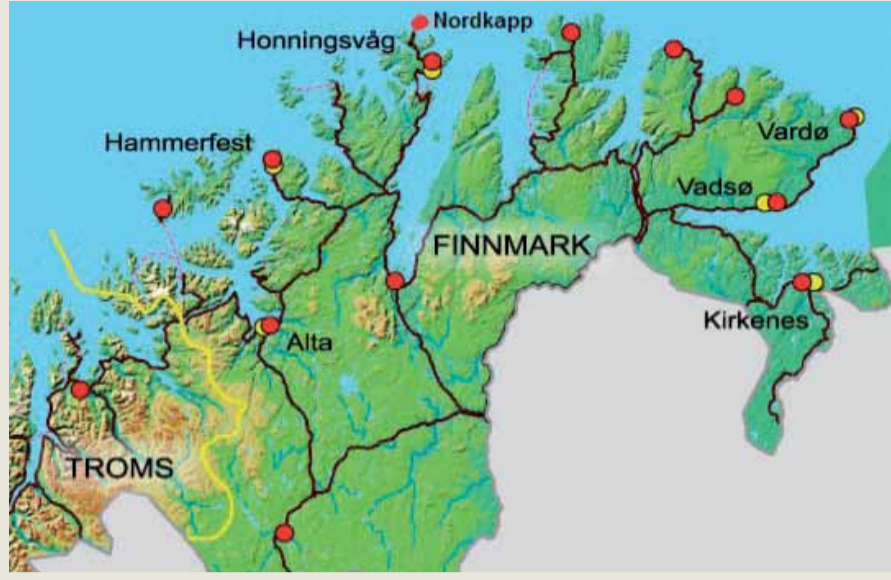 Nordkapp
Honningsvåg
Hammerfest
Vardø
Vadsø
FINNMARK
Kirkenes
Alta
TROMS